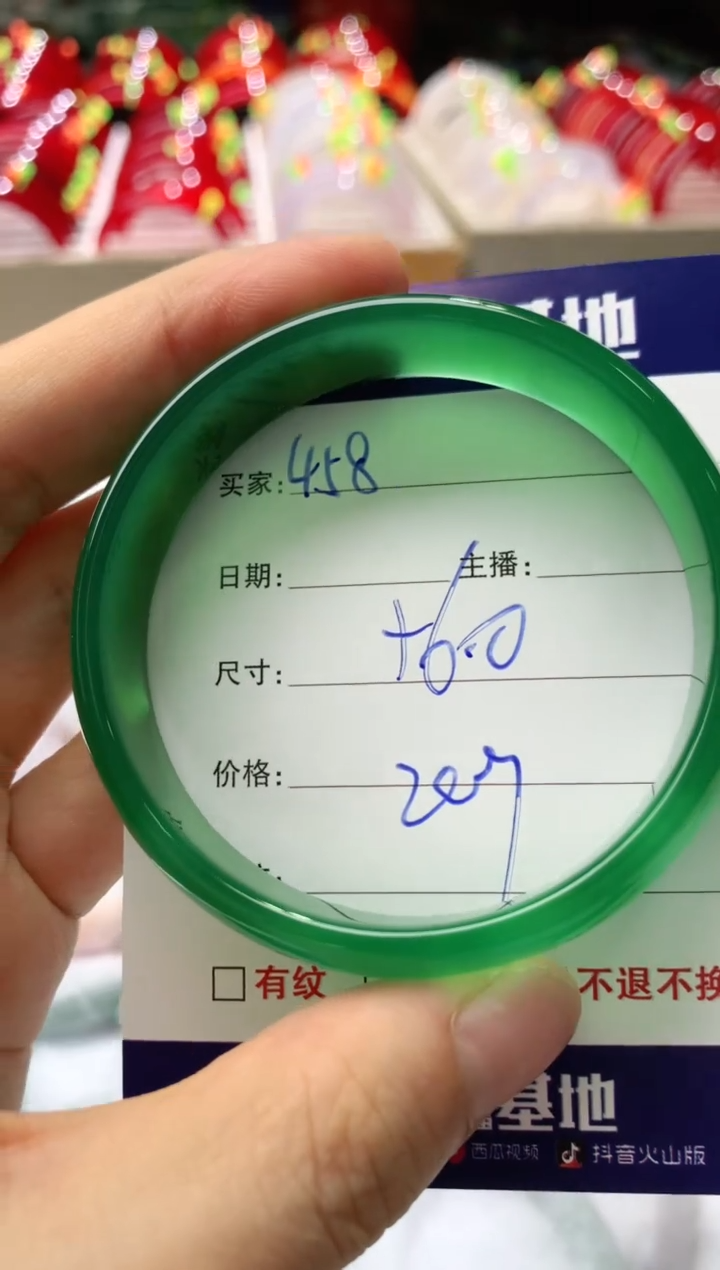 基地
买家: 458
日期: 主播:
尺寸: +60
价格:
有纹 不退不换
基地
西瓜视频 抖音火山版